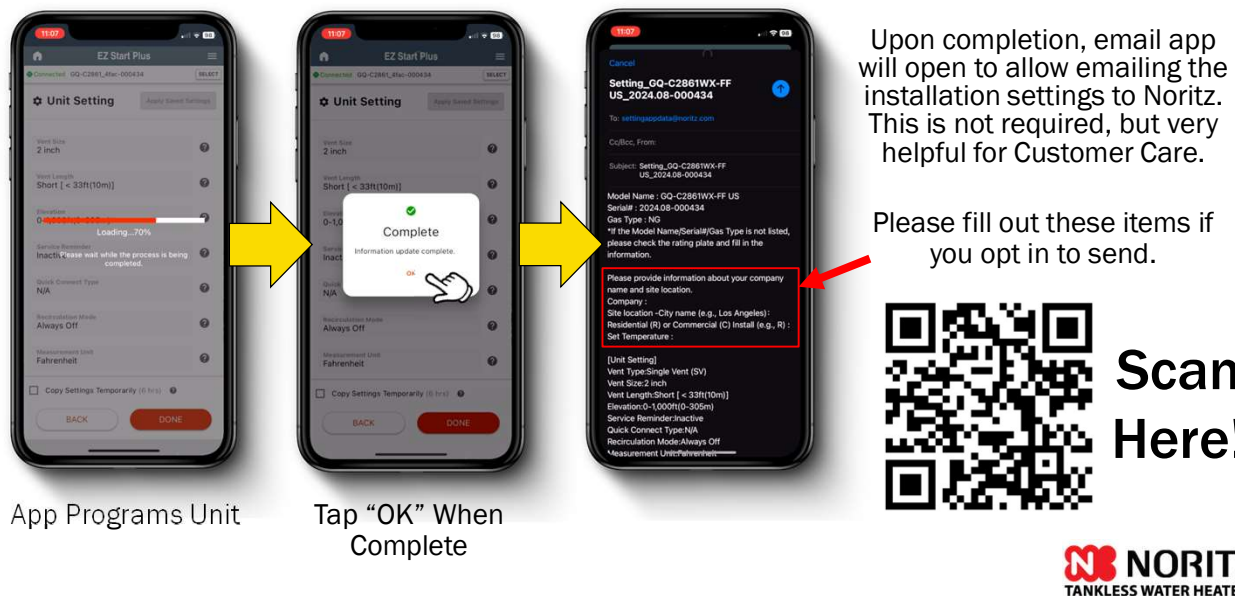 11:07
98
EZ Start Plus
Connected GQ-C2861_4fac-000434
SELECT
Unit Setting
Apply Saved Settings
Vent Size
2 inch
Vent Length
Short [ < 33ft(10m)]
Elevation
Loading...70%
Service Reminder
Please wait while the process is being
completed.
Quick Connect Type
N/A
Recirculation Mode
Always Off
Measurement Unit
Fahrenheit
Copy Settings Temporarily (6 hrs)
BACK
DONE
App Programs Unit
11:07
98
EZ Start Plus
Connected GQ-C2861_4fac-000434
SELECT
Unit Setting
Apply Saved Settings
Vent Size
2 inch
Vent Length
Short [ < 33ft(10m)]
Complete
Information update complete.
OK
N/A
Recirculation Mode
Always Off
Measurement Unit
Fahrenheit
Copy Settings Temporarily (6 hrs)
BACK
DONE
Tap “OK” When
Complete
11:07
98
Cancel
Setting_GQ-C2861WX-FF
US_2024.08-000434
To: settingappdata@noritz.com
Cc/Bcc, From:
Subject: Setting_GQ-C2861WX-FF
US_2024.08-000434
Model Name : GQ-C2861WX-FF US
Serial# : 2024.08-000434
Gas Type : NG
*If the Model Name/Serial#/Gas Type is not listed,
please check the rating plate and fill in the
information.
Please provide information about your company
name and site location.
Company :
Site location -City name (e.g., Los Angeles) :
Residential (R) or Commercial (C) Install (e.g., R) :
Set Temperature :
[Unit Setting]
Vent Type:Single Vent (SV)
Vent Size:2 inch
Vent Length:Short [ < 33ft(10m)]
Elevation:0-1,000ft(0-305m)
Service Reminder:Inactive
Quick Connect Type:N/A
Recirculation Mode:Always Off
Measurement Unit:Fahrenheit
Upon completion, email app
will open to allow emailing the
installation settings to Noritz.
This is not required, but very
helpful for Customer Care.
Please fill out these items if
you opt in to send.
Scan
Here!
NORIT
TANKLESS WATER HEATE